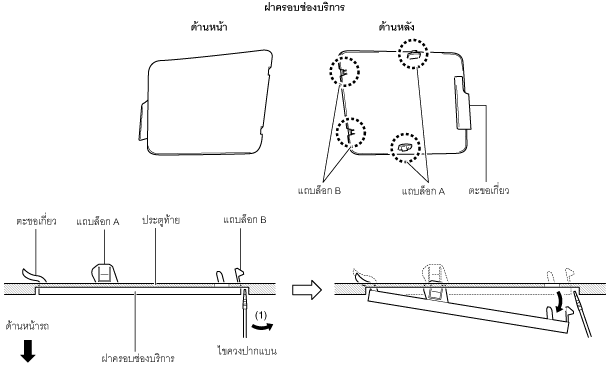 ฝาครอบช่องบริการ
ด้านหน้า
ด้านหลัง
แถบล็อก B
แถบล็อก A
ตะขอเกี่ยว
ตะขอเกี่ยว
แถบล็อก A
ประตูท้าย
แถบล็อก B
(1)
ด้านหน้ารถ
ฝาครอบช่องบริการ
ไขควงปากแบน